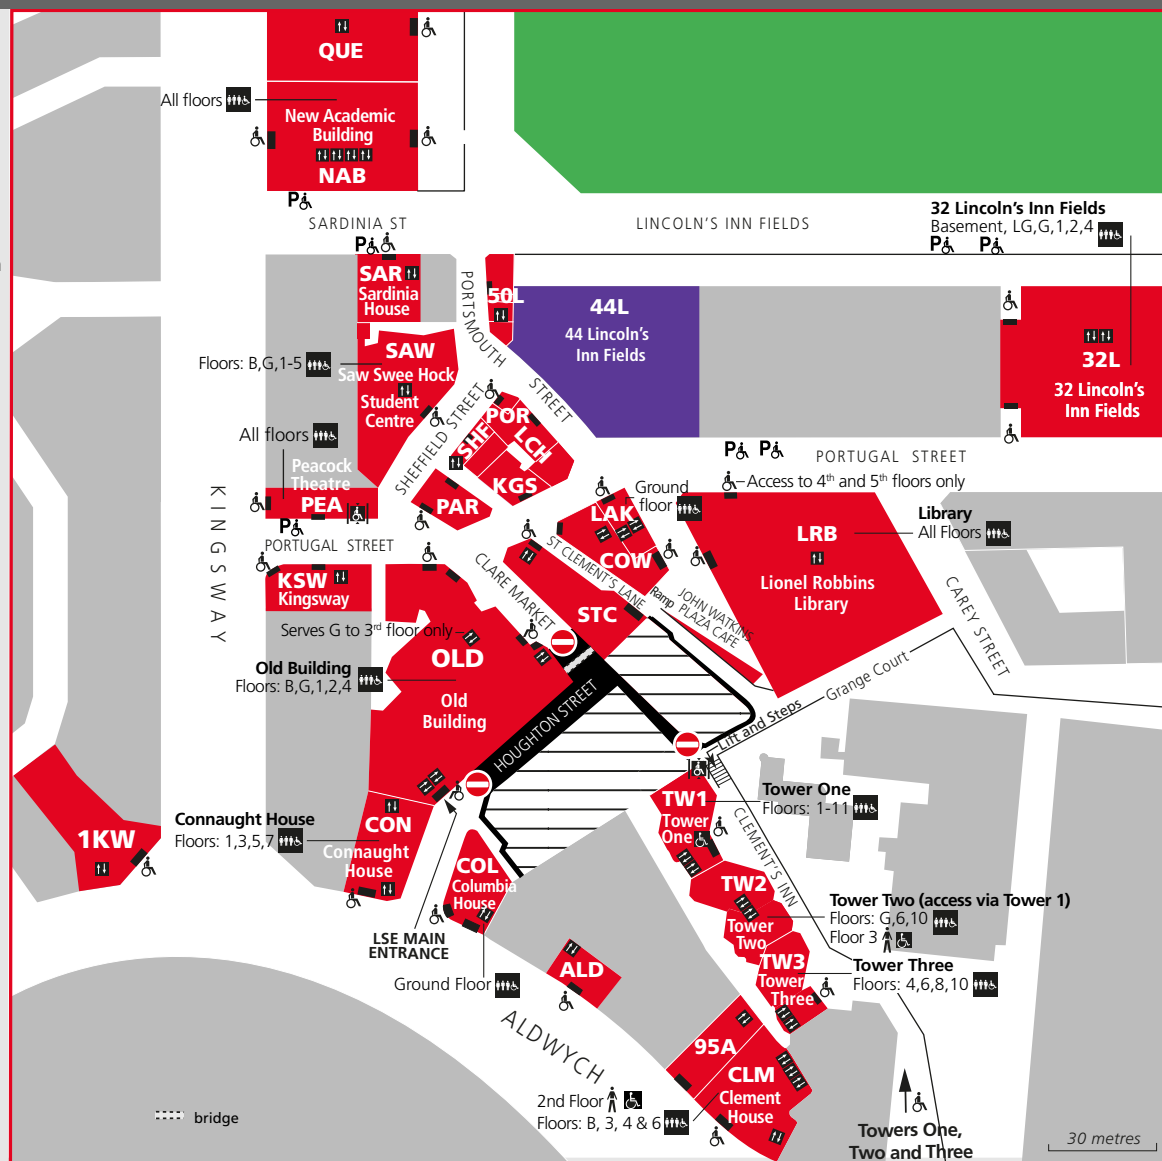 QUE
All floors
New Academic
Building
NAB
P
SARDINIA ST
LINCOLN'S INN FIELDS
32 Lincoln's Inn Fields
Basement, LG,G,1,2,4
P
P
P
SAR
Sardinia
House
PORTSMOUTH
STREET
50L
44L
44 Lincoln's
Inn Fields
32L
32 Lincoln's
Inn Fields
Floors: B,G,1-5
SAW
Saw Swee Hock
Student
Centre
SHEFFIELD STREET
POR
SHF
LCH
KGS
PAR
All floors
Peacock
Theatre
PEA
P
P
P
PORTUGAL STREET
Access to 4th and 5th floors only
Ground
floor
LAK
COW
LRB
Lionel Robbins
Library
Library
All Floors
KINGSWAY
PORTUGAL STREET
KSW
Kingsway
CLARE MARKET
ST CLEMENT'S LANE
STC
Ramp
JOHN WATKINS
PLAZA CAFE
CAREY STREET
Serves G to 3rd floor only
OLD
Old
Building
Old Building
Floors: B,G,1,2,4
HOUGHTON STREET
Grange Court
Lift and Steps
1KW
Connaught House
Floors: 1,3,5,7
CON
Connaught
House
COL
Columbia
House
TW1
Tower
One
Tower One
Floors: 1-11
CLEMENT'S INN
TW2
Tower
Two
Tower Two (access via Tower 1)
Floors: G,6,10
Floor 3
LSE MAIN
ENTRANCE
Ground Floor
ALD
TW3
Tower
Three
Tower Three
Floors: 4,6,8,10
ALDWYCH
95A
CLM
Clement
House
2nd Floor
Floors: B, 3, 4 & 6
bridge
Towers One,
Two and Three
30 metres